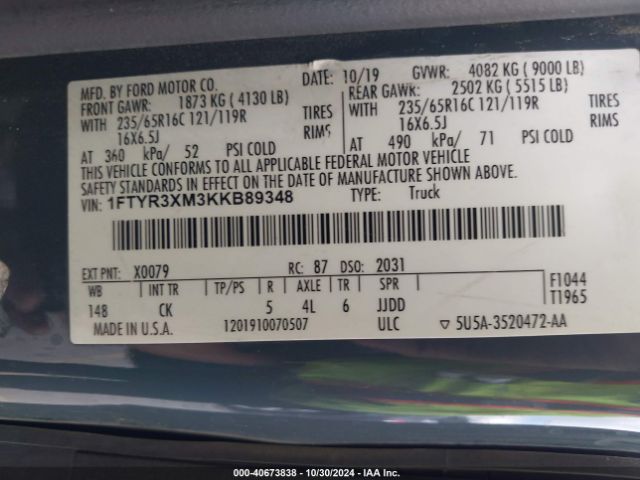 MFD. BY FORD MOTOR CO.
DATE: 10/19 GVWR: 4082 KG ( 9000 LB)
FRONT GAWR: 1873 KG ( 4130 LB)
REAR GAWR: 2502 KG ( 5515 LB)
WITH 235/65R16C 121/119R TIRES
WITH 235/65R16C 121/119R TIRES
16X6.5J RIMS
16X6.5J RIMS
AT 360 kPa/ 52 PSI COLD
AT 490 kPa/ 71 PSI COLD
THIS VEHICLE CONFORMS TO ALL APPLICABLE FEDERAL MOTOR VEHICLE
SAFETY STANDARDS IN EFFECT ON THE DATE OF MANUFACTURE SHOWN ABOVE.
VIN: 1FTYR3XM3KKB89348 TYPE: Truck
EXT PNT: X0079 RC: 87 DSO: 2031
WB INT TR TP/PS R AXLE TR SPR F1044
148 CK 5 4L 6 JJDD T1965
MADE IN U.S.A. 1201910070507 ULC ▽ 5U5A-3520472-AA
000-40673838 - 10/30/2024 - IAA Inc.